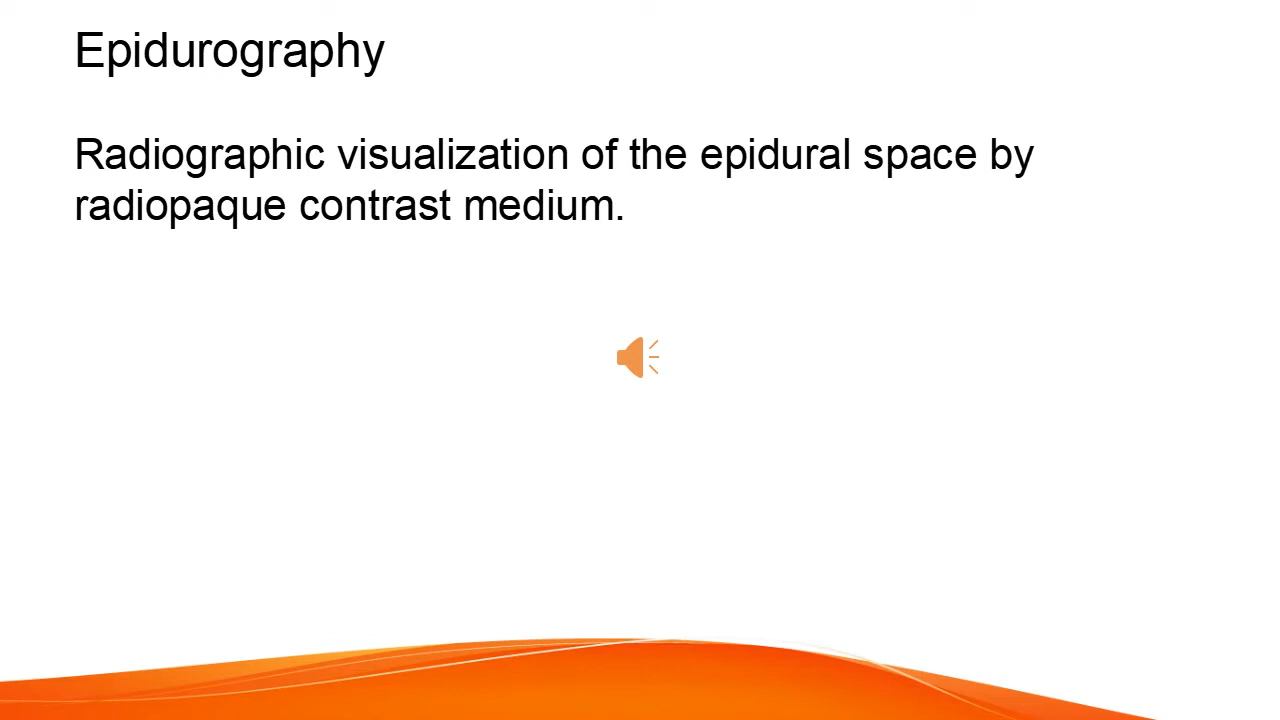 Epidurography
Radiographic visualization of the epidural space by
radiopaque contrast medium.